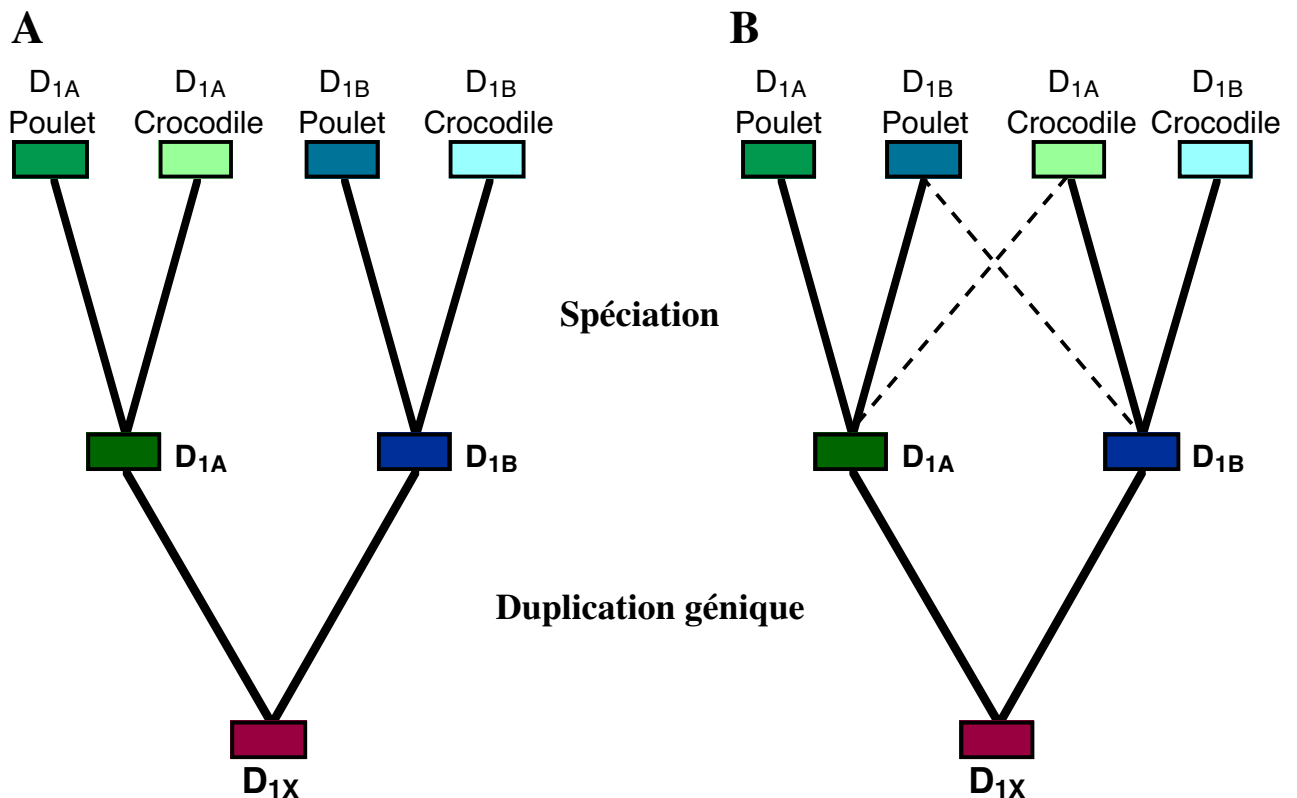 A
B
D1A D1A D1B D1B
Poulet Crocodile Poulet Crocodile
D1A D1B D1A D1B
Poulet Poulet Crocodile Crocodile
Spéciation
D1A D1B
D1A D1B
Duplication génique
D1X
D1X